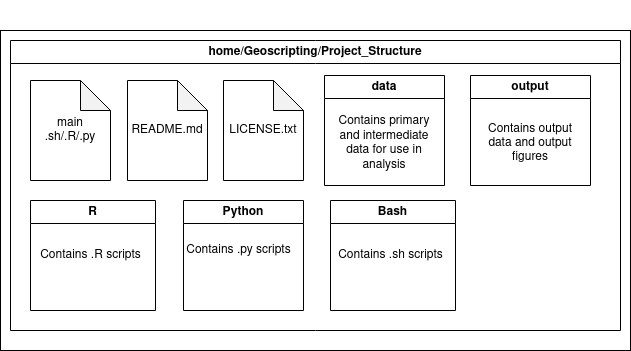 home/Geoscripting/Project_Structure
main
.sh/.R/.py
README.md
LICENSE.txt
data
Contains primary
and intermediate
data for use in
analysis
output
Contains output
data and output
figures
R
Contains .R scripts
Python
Contains .py scripts
Bash
Contains .sh scripts